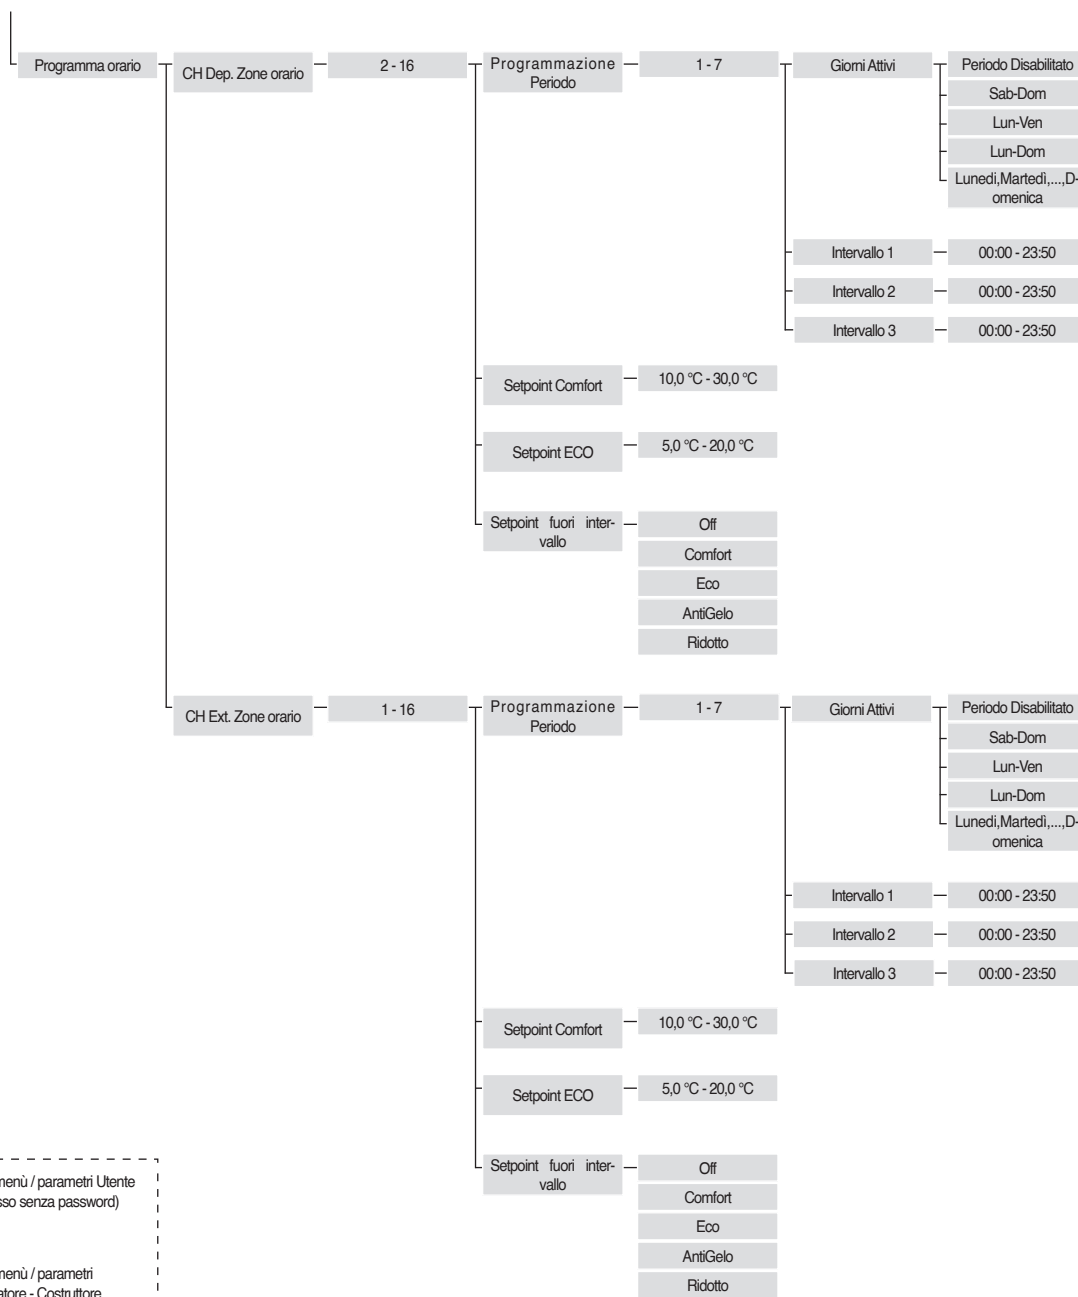 Programma orario
CH Dep. Zone orario
2 - 16
Programmazione
Periodo
1 - 7
Giorni Attivi
Periodo Disabilitato
Sab-Dom
Lun-Ven
Lun-Dom
Lunedi,Martedì,...,D-
omenica
Intervallo 1
00:00 - 23:50
Intervallo 2
00:00 - 23:50
Intervallo 3
00:00 - 23:50
Setpoint Comfort
10,0 °C - 30,0 °C
Setpoint ECO
5,0 °C - 20,0 °C
Setpoint fuori inter-
vallo
Off
Comfort
Eco
AntiGelo
Ridotto
CH Ext. Zone orario
1 - 16
Programmazione
Periodo
1 - 7
Giorni Attivi
Periodo Disabilitato
Sab-Dom
Lun-Ven
Lun-Dom
Lunedi,Martedì,...,D-
omenica
Intervallo 1
00:00 - 23:50
Intervallo 2
00:00 - 23:50
Intervallo 3
00:00 - 23:50
Setpoint Comfort
10,0 °C - 30,0 °C
Setpoint ECO
5,0 °C - 20,0 °C
Setpoint fuori inter-
vallo
Off
Comfort
Eco
AntiGelo
Ridotto
menù / parametri Utente
senza password)
menù / parametri
- Costruttore